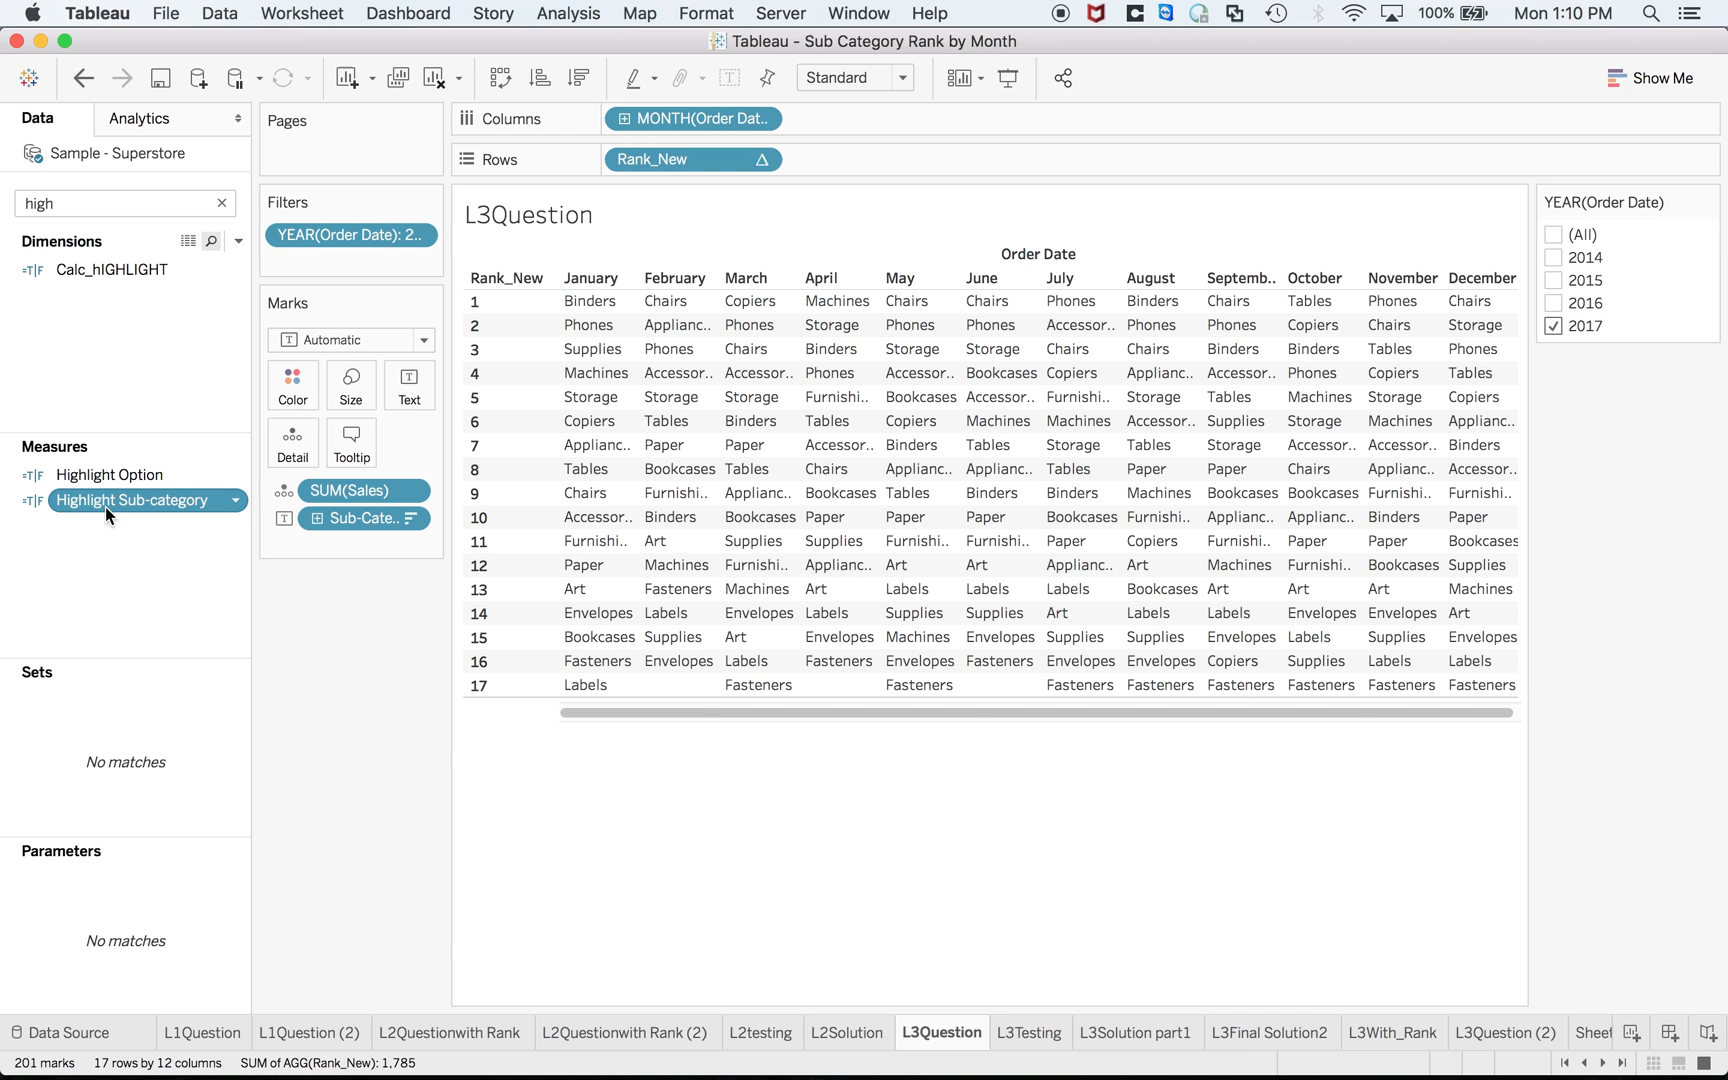 Tableau File Data Worksheet Dashboard Story Analysis Map Format Server Window Help 100% Mon 1:10 PM
Tableau - Sub Category Rank by Month
Standard Show Me
Data Analytics Pages Columns MONTH(Order Dat..
Sample - Superstore Rows Rank_New
high Filters L3Question YEAR(Order Date)
YEAR(Order Date): 2.. (All)
Dimensions Order Date 2014
Calc_hIGHLIGHT Rank_New January February March April May June July August Septemb.. October November December 2015
Marks 1 Binders Chairs Copiers Machines Chairs Chairs Phones Binders Chairs Tables Phones Chairs 2016
2 Phones Applianc.. Phones Storage Phones Phones Accessor.. Phones Phones Copiers Chairs Storage 2017
Automatic 3 Supplies Phones Chairs Binders Storage Storage Chairs Chairs Binders Binders Tables Phones
4 Machines Accessor.. Accessor.. Phones Accessor.. Bookcases Copiers Applianc.. Accessor.. Phones Copiers Tables
Color Size Text 5 Storage Storage Storage Furnishi.. Bookcases Accessor.. Furnishi.. Storage Tables Machines Storage Copiers
6 Copiers Tables Binders Tables Copiers Machines Machines Accessor.. Supplies Storage Machines Applianc..
Measures 7 Applianc.. Paper Paper Accessor.. Binders Tables Storage Tables Storage Accessor.. Accessor.. Binders
Detail Tooltip
Highlight Option 8 Tables Bookcases Tables Chairs Applianc.. Applianc.. Tables Paper Paper Chairs Applianc.. Accessor..
Highlight Sub-category SUM(Sales) 9 Chairs Furnishi.. Applianc.. Bookcases Tables Binders Binders Machines Bookcases Bookcases Furnishi.. Furnishi..
Sub-Cate.. 10 Accessor.. Binders Bookcases Paper Paper Paper Bookcases Furnishi.. Applianc.. Applianc.. Binders Paper
11 Furnishi.. Art Supplies Supplies Furnishi.. Furnishi.. Paper Copiers Furnishi.. Paper Paper Bookcases
12 Paper Machines Furnishi.. Applianc.. Art Art Applianc.. Art Machines Furnishi.. Bookcases Supplies
13 Art Fasteners Machines Art Labels Labels Labels Bookcases Art Art Art Machines
14 Envelopes Labels Envelopes Labels Supplies Supplies Art Labels Labels Envelopes Envelopes Art
15 Bookcases Supplies Art Envelopes Machines Envelopes Supplies Supplies Envelopes Labels Supplies Envelopes
16 Fasteners Envelopes Labels Fasteners Envelopes Fasteners Envelopes Envelopes Copiers Supplies Labels Labels
Sets
17 Labels Fasteners Fasteners Fasteners Fasteners Fasteners Fasteners Fasteners Fasteners
No matches
Parameters
No matches
Data Source L1Question L1Question (2) L2Questionwith Rank L2Questionwith Rank (2) L2testing L2Solution L3Question L3Testing L3Solution part1 L3Final Solution2 L3With_Rank L3Question (2) Sheet
201 marks 17 rows by 12 columns SUM of AGG(Rank_New): 1,785